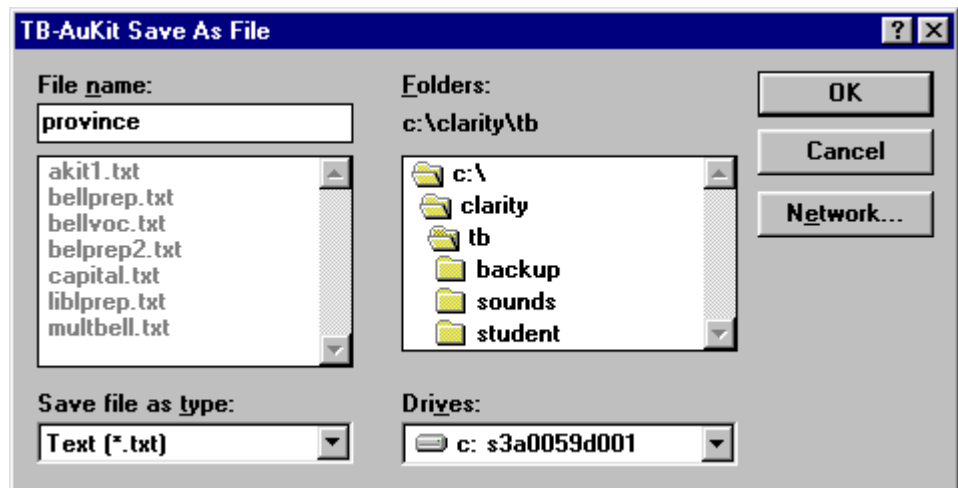 TB-AuKit Save As File
File name:
province
akit1.txt
bellprep.txt
bellvoc.txt
belprep2.txt
capital.txt
liblprep.txt
multbell.txt
Save file as type:
Text (*.txt)
Folders:
c:\clarity\tb
c:\
clarity
tb
backup
sounds
student
Drives:
c: s3a0059d001
OK
Cancel
Network...